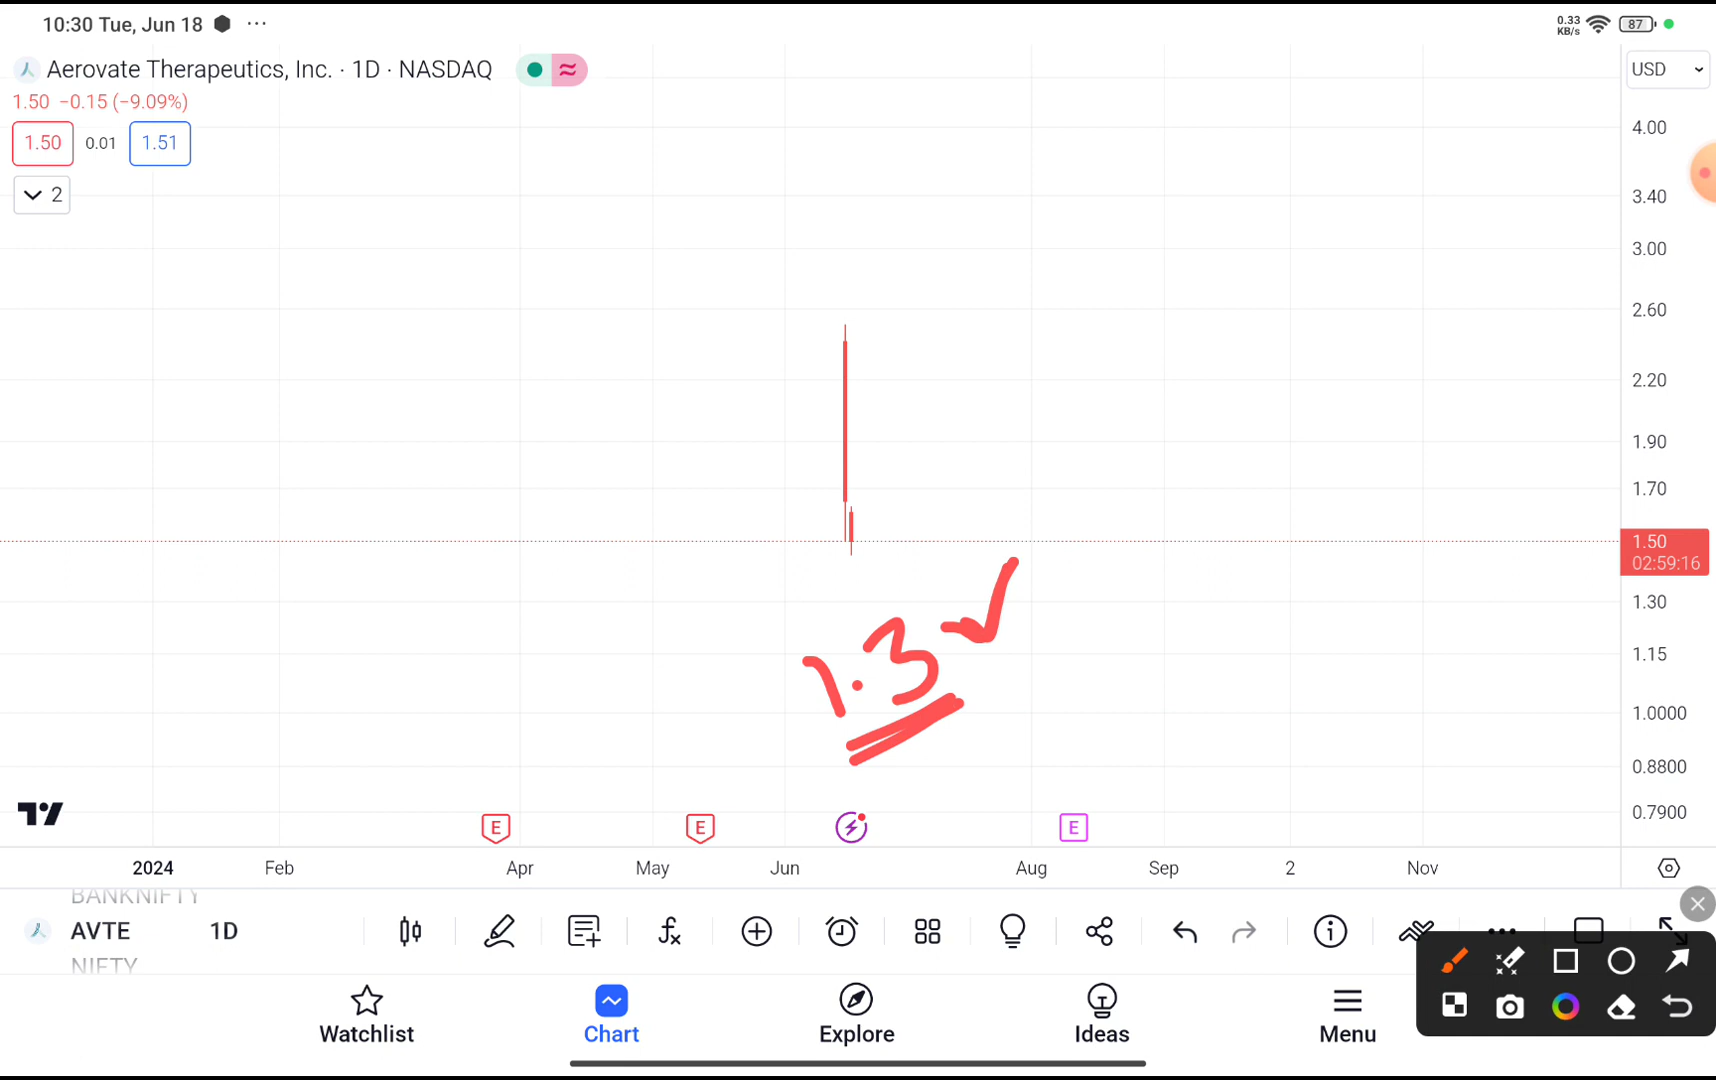 10:30 Tue, Jun 18 ...
0.33 KB/s 87
Aerovate Therapeutics, Inc. · 1D · NASDAQ
USD
1.50 −0.15 (−9.09%)
1.50 0.01 1.51
2
4.00
3.40
3.00
2.60
2.20
1.90
1.70
1.50
02:59:16
1.30
1.15
1.0000
0.8800
0.7900
1.3
E E E
2024 Feb Apr May Jun Aug Sep 2 Nov
BANKNIFTY
AVTE 1D
NIFTY
Watchlist Chart Explore Ideas Menu